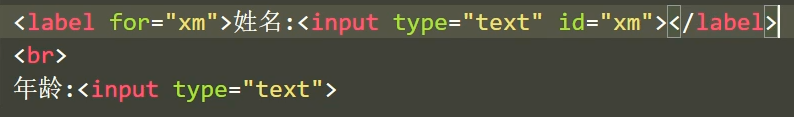 <label for="xm">姓名:<input type="text" id="xm"></label>
<br>
年龄:<input type="text">